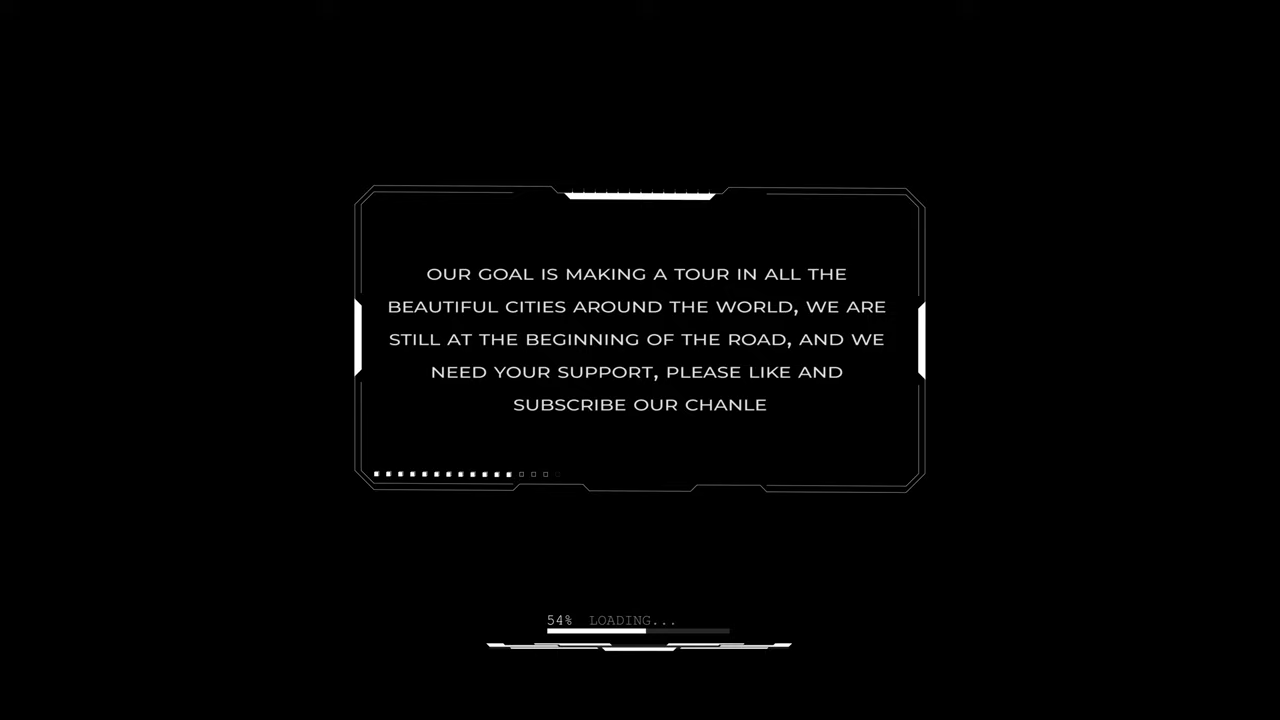 OUR GOAL IS MAKING A TOUR IN ALL THE
BEAUTIFUL CITIES AROUND THE WORLD, WE ARE
STILL AT THE BEGINNING OF THE ROAD, AND WE
NEED YOUR SUPPORT, PLEASE LIKE AND
SUBSCRIBE OUR CHANLE
54% LOADING...